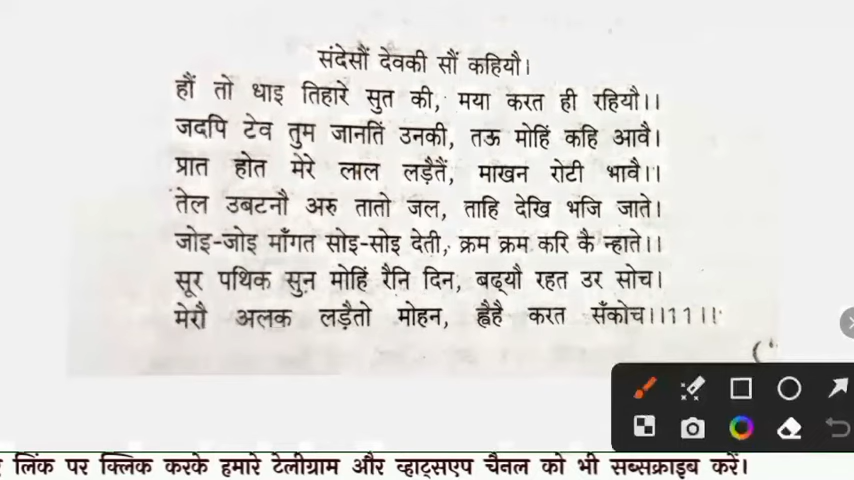 संदेसौं देवकी सौं कहियौ।
हौं तो धाइ तिहारे सुत की, मया करत ही रहियौ।।
जदपि टेव तुम जानतिं उनकी, तऊ मोहिं कहि आवै।
प्रात होत मेरे लाल लड़ैतैं, माखन रोटी भावै।।
तेल उबटनौ अरु तातो जल, ताहि देखि भजि जाते।
जोइ-जोइ माँगत सोइ-सोइ देती, क्रम क्रम करि कै न्हाते।।
सूर पथिक सुन मोहिं रैनि दिन, बढ्यौ रहत उर सोच।
मेरौ अलक लड़ैतो मोहन, ह्वैहै करत सँकोच।।11।।
लिंक पर क्लिक करके हमारे टेलीग्राम और व्हाट्सएप चैनल को भी सब्सक्राइब करें।